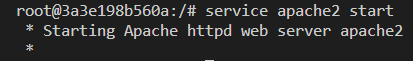 root@3a3e198b560a:/# service apache2 start
* Starting Apache httpd web server apache2
*